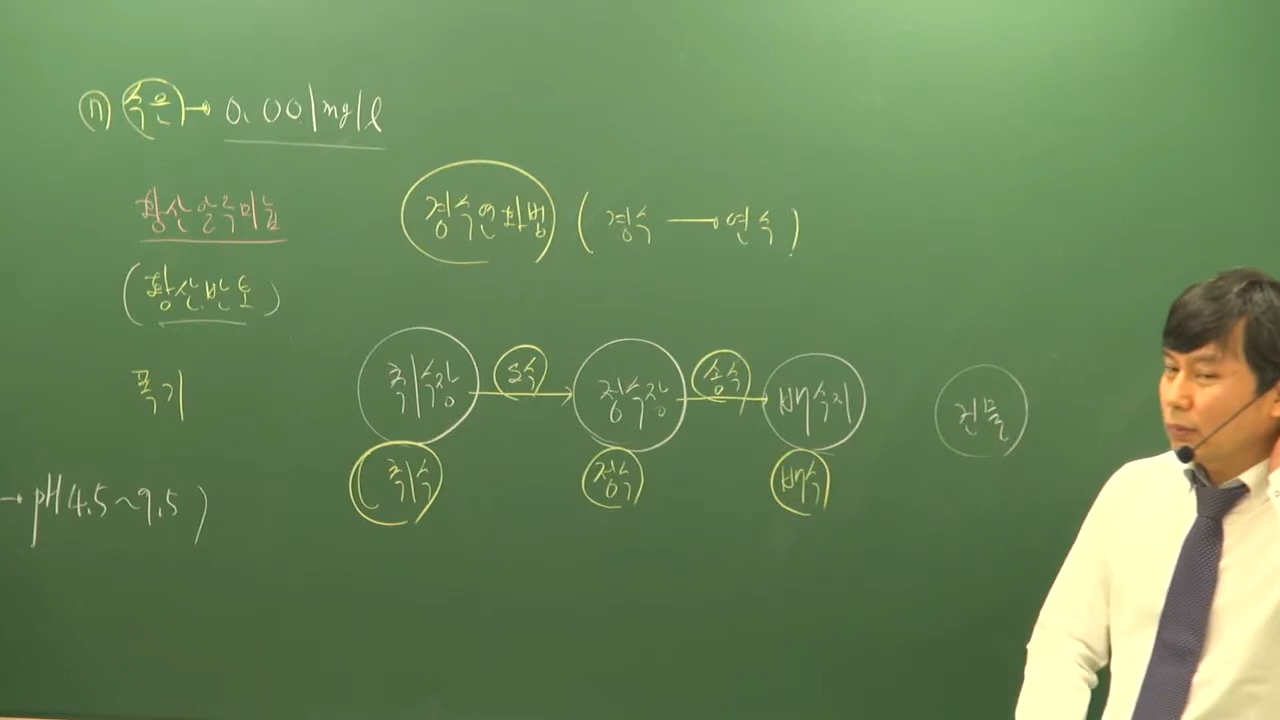 수은 → 0.001mg/l
황산알루미늄
(황산반토)
폭기
→ pH 4.5~9.5)
경수연화법 (경수 → 연수)
취수장 도수 정수장 송수 배수지 건물
취수 정수 배수